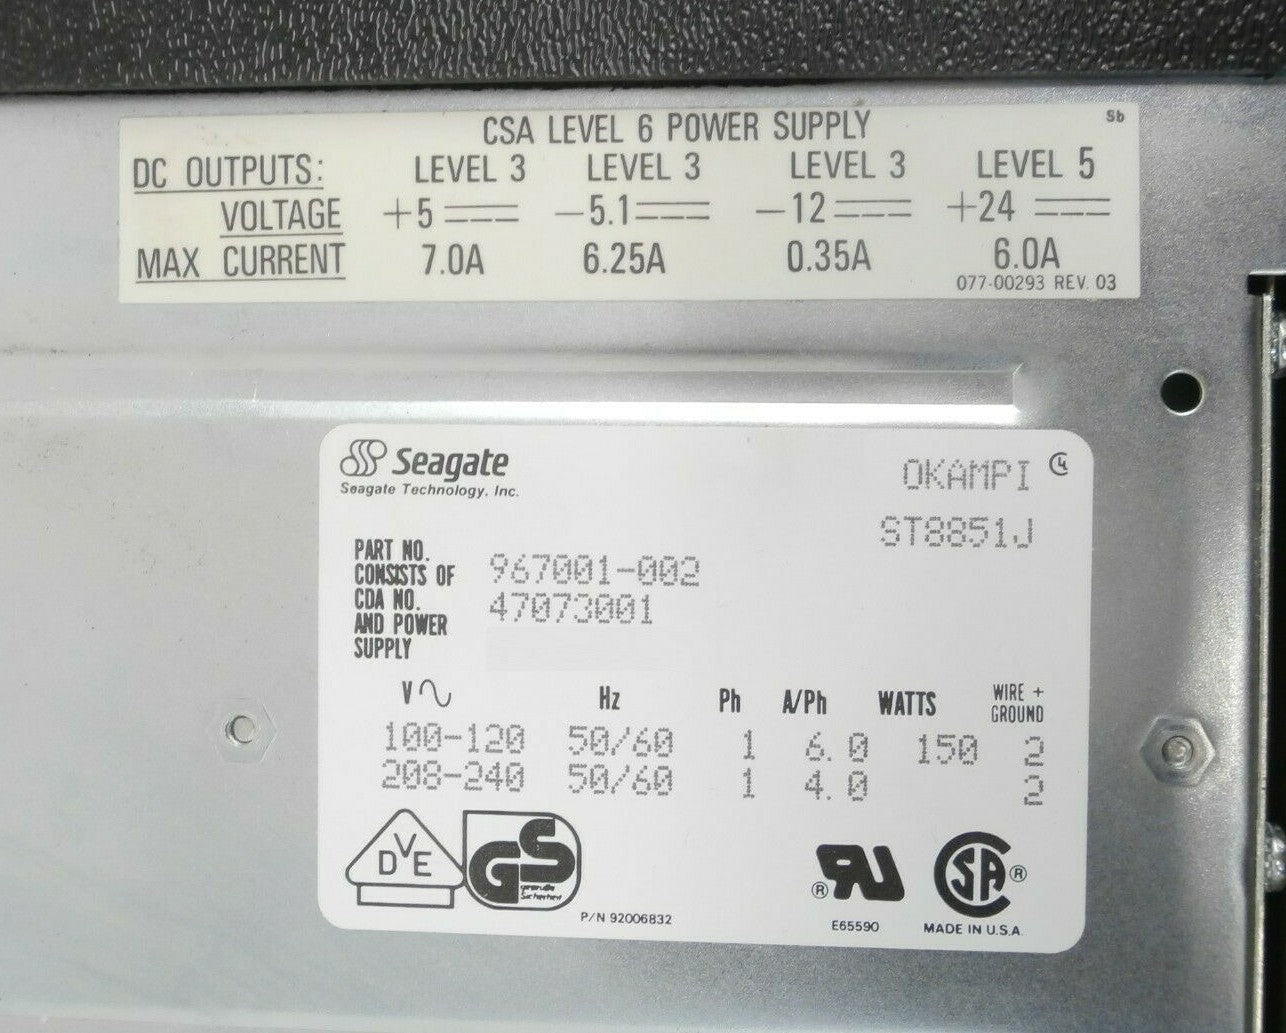 CSA LEVEL 6 POWER SUPPLY Sb
DC OUTPUTS: LEVEL 3 LEVEL 3 LEVEL 3 LEVEL 5
VOLTAGE +5 -5.1 -12 +24
MAX CURRENT 7.0A 6.25A 0.35A 6.0A
077-00293 REV. 03
Seagate
Seagate Technology, Inc.
OKAMPI
ST8851J
PART NO.
CONSISTS OF 967001-002
CDA NO. 47073001
AND POWER
SUPPLY
V Hz Ph A/Ph WATTS WIRE + GROUND
100-120 50/60 1 6.0 150 2
208-240 50/60 1 4.0 2
DVE
GS
geprüfte
Sicherheit
P/N 92006832
® UR
E65590
CSA ®
MADE IN U.S.A.